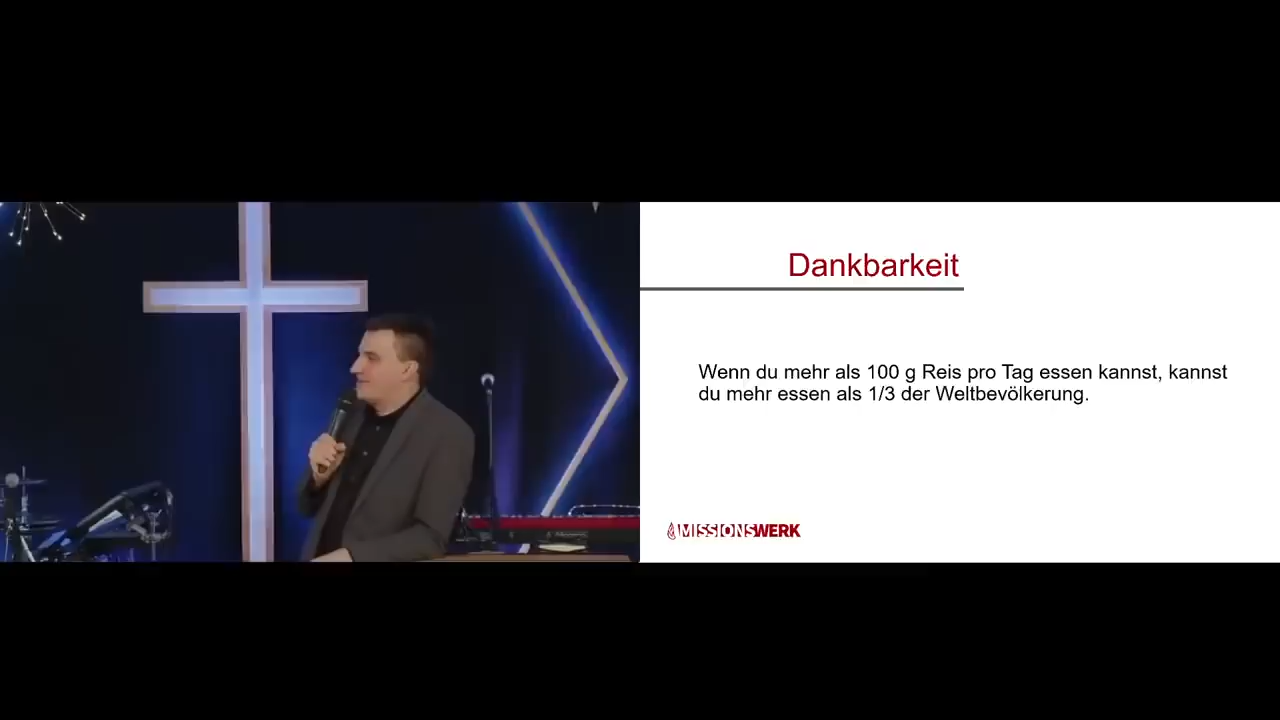 Dankbarkeit
Wenn du mehr als 100 g Reis pro Tag essen kannst, kannst
du mehr essen als 1/3 der Weltbevölkerung.
MISSIONSWERK